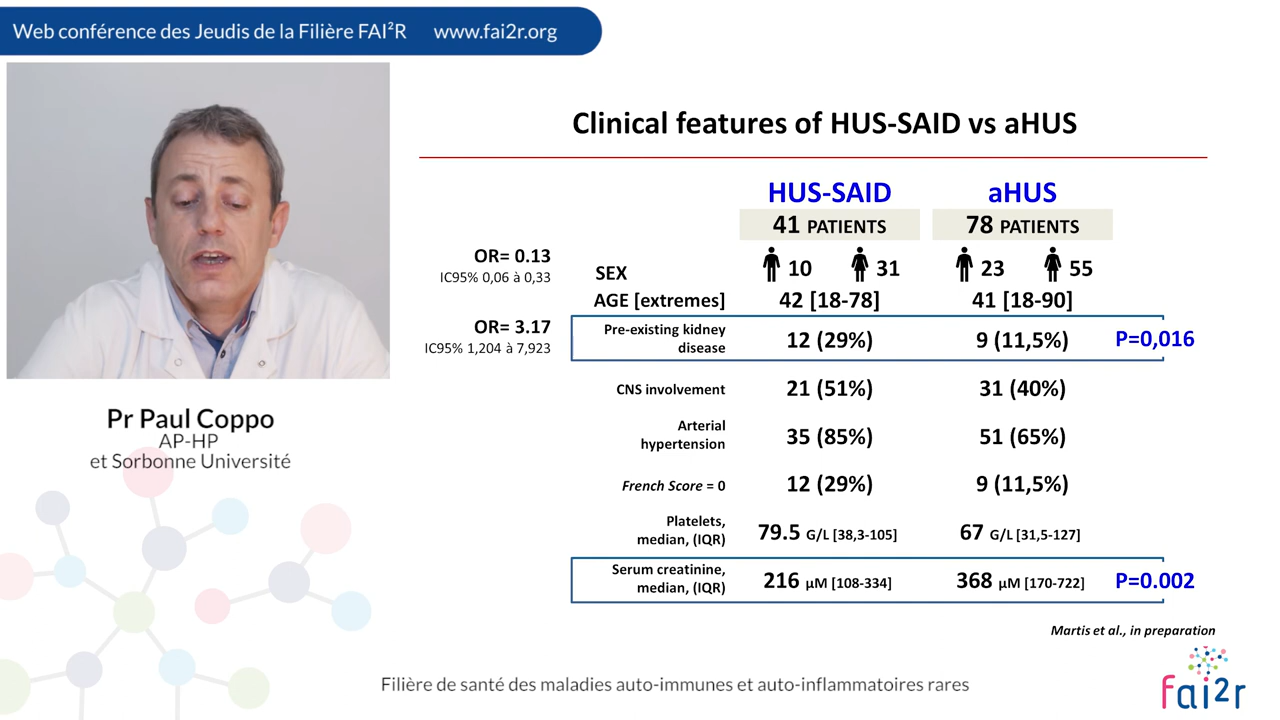 Web conférence des Jeudis de la Filière FAI²R www.fai2r.org
Clinical features of HUS-SAID vs aHUS
HUS-SAID aHUS
41 PATIENTS 78 PATIENTS
OR= 0.13
IC95% 0,06 à 0,33
SEX 10 31 23 55
AGE [extremes] 42 [18-78] 41 [18-90]
OR= 3.17
IC95% 1,204 à 7,923
Pre-existing kidney
disease 12 (29%) 9 (11,5%) P=0,016
CNS involvement 21 (51%) 31 (40%)
Arterial
hypertension 35 (85%) 51 (65%)
French Score = 0 12 (29%) 9 (11,5%)
Platelets,
median, (IQR) 79.5 G/L [38,3-105] 67 G/L [31,5-127]
Serum creatinine,
median, (IQR) 216 µM [108-334] 368 µM [170-722] P=0.002
Martis et al., in preparation
Pr Paul Coppo
AP-HP
et Sorbonne Université
Filière de santé des maladies auto-immunes et auto-inflammatoires rares
fai2r